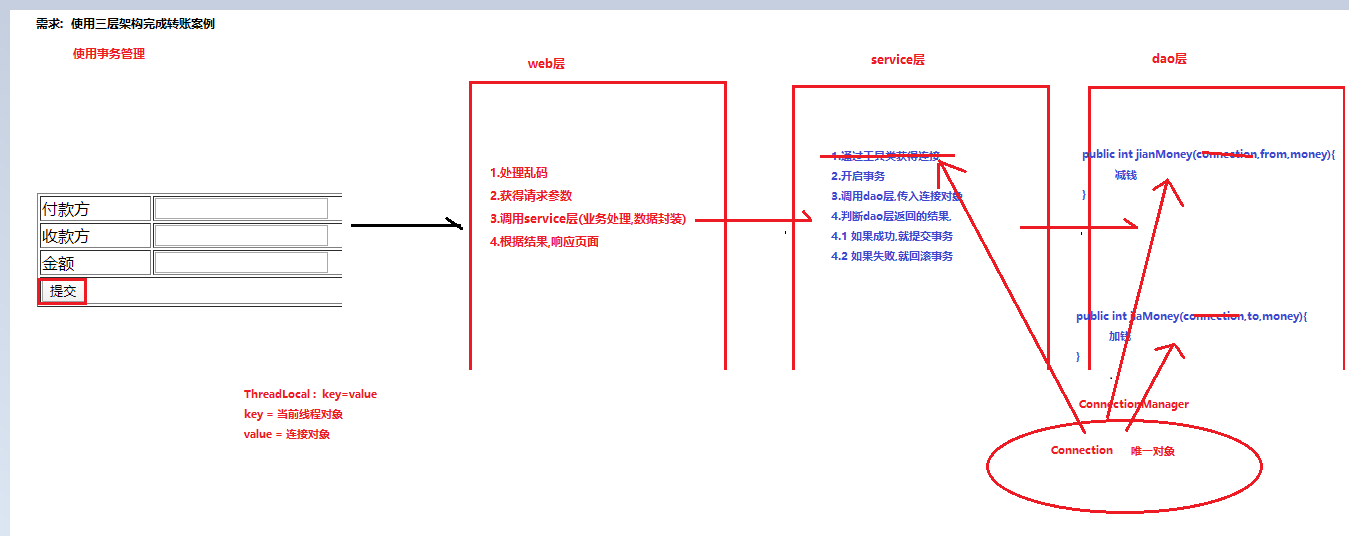 需求: 使用三层架构完成转账案例
使用事务管理
web层
service层
dao层
付款方
收款方
金额
提交
1.处理乱码
2.获得请求参数
3.调用service层(业务处理,数据封装)
4.根据结果,响应页面
1.通过工具类获得连接
2.开启事务
3.调用dao层,传入连接对象
4.判断dao层返回的结果,
4.1 如果成功,就提交事务
4.2 如果失败,就回滚事务
public int jianMoney(connection,from,money){
减钱
}
public int jiaMoney(connection,to,money){
加钱
}
ThreadLocal : key=value
key = 当前线程对象
value = 连接对象
ConnectionManager
Connection 唯一对象